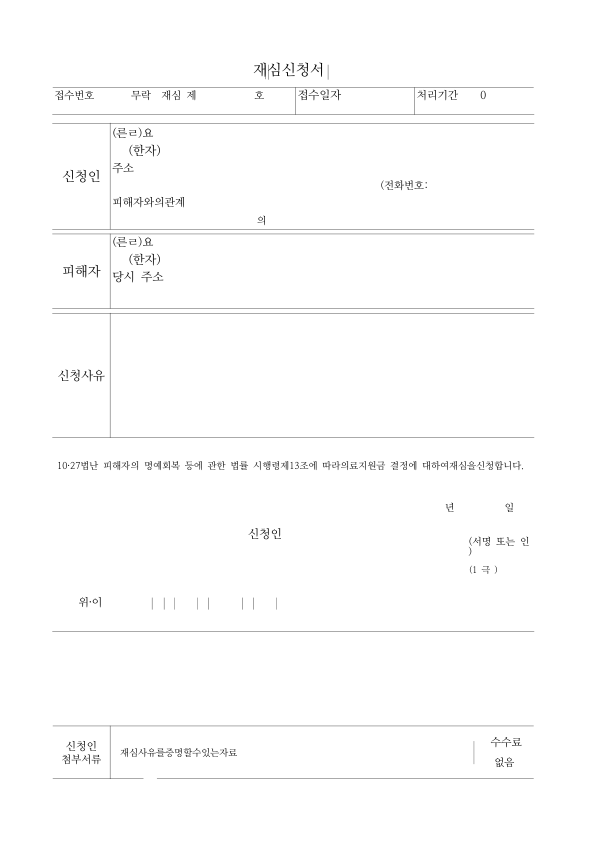 재심신청서
접수번호 무락 재심 제 호 접수일자 처리기간 0
신청인
(른ㄹ)요
(한자)
주소
(전화번호:
피해자와의관계
의
피해자
(른ㄹ)요
(한자)
당시 주소
신청사유
10·27법난 피해자의 명예회복 등에 관한 법률 시행령제13조에 따라의료지원금 결정에 대하여재심을신청합니다.
년 일
신청인
(서명 또는 인
)
(1 극 )
위·이
신청인
첨부서류
재심사유를증명할수있는자료
수수료
없음